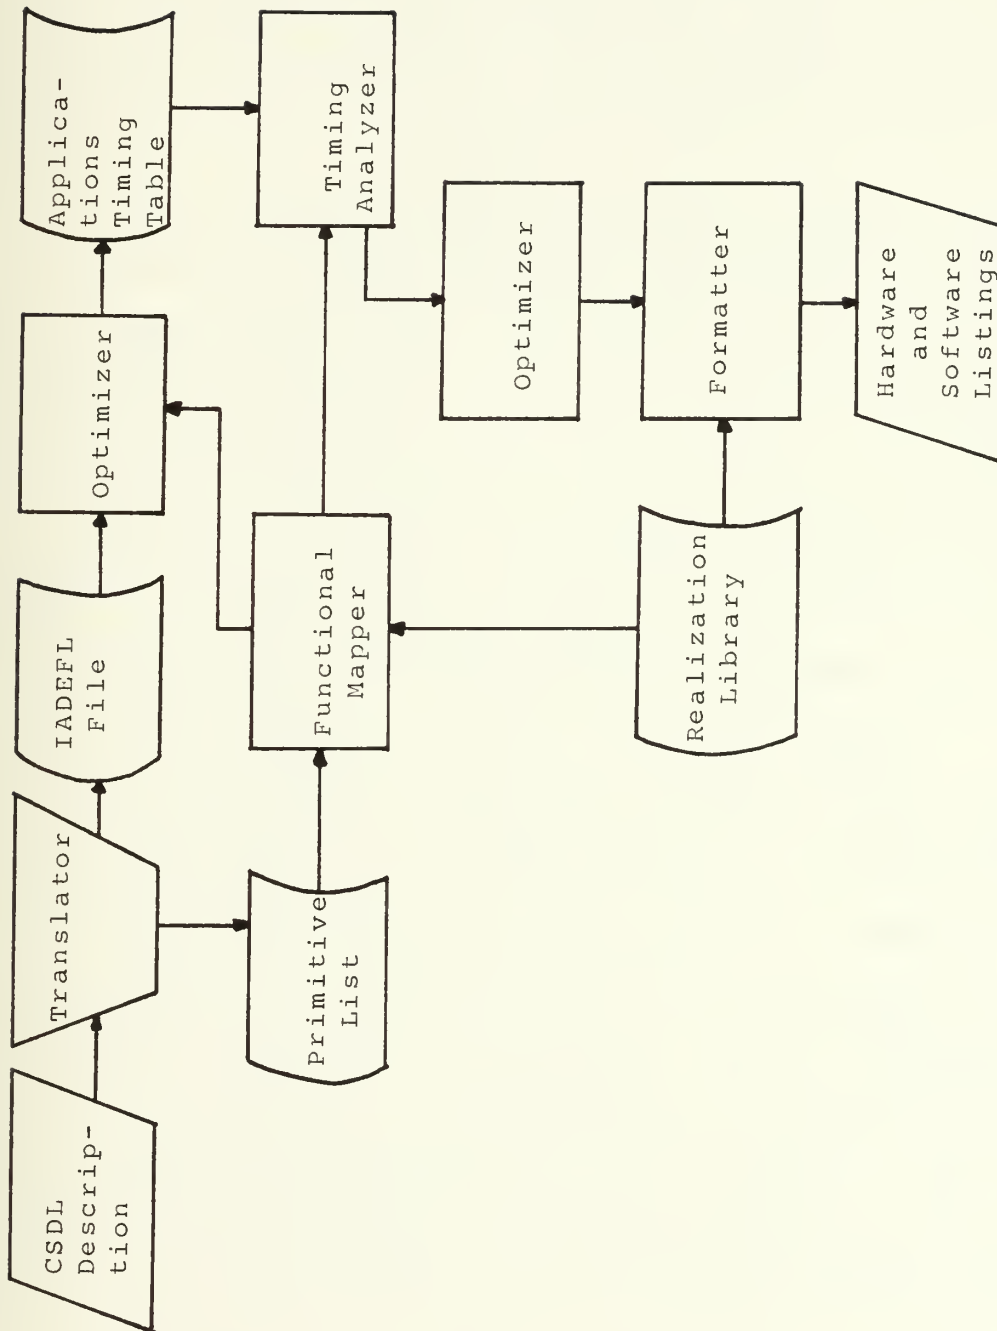 CSDL
Descrip-
tion
Translator
IADEFL
File
Optimizer
Applica-
tions
Timing
Table
Primitive
List
Functional
Mapper
Timing
Analyzer
Optimizer
Realization
Library
Formatter
Hardware
and
Software
Listings